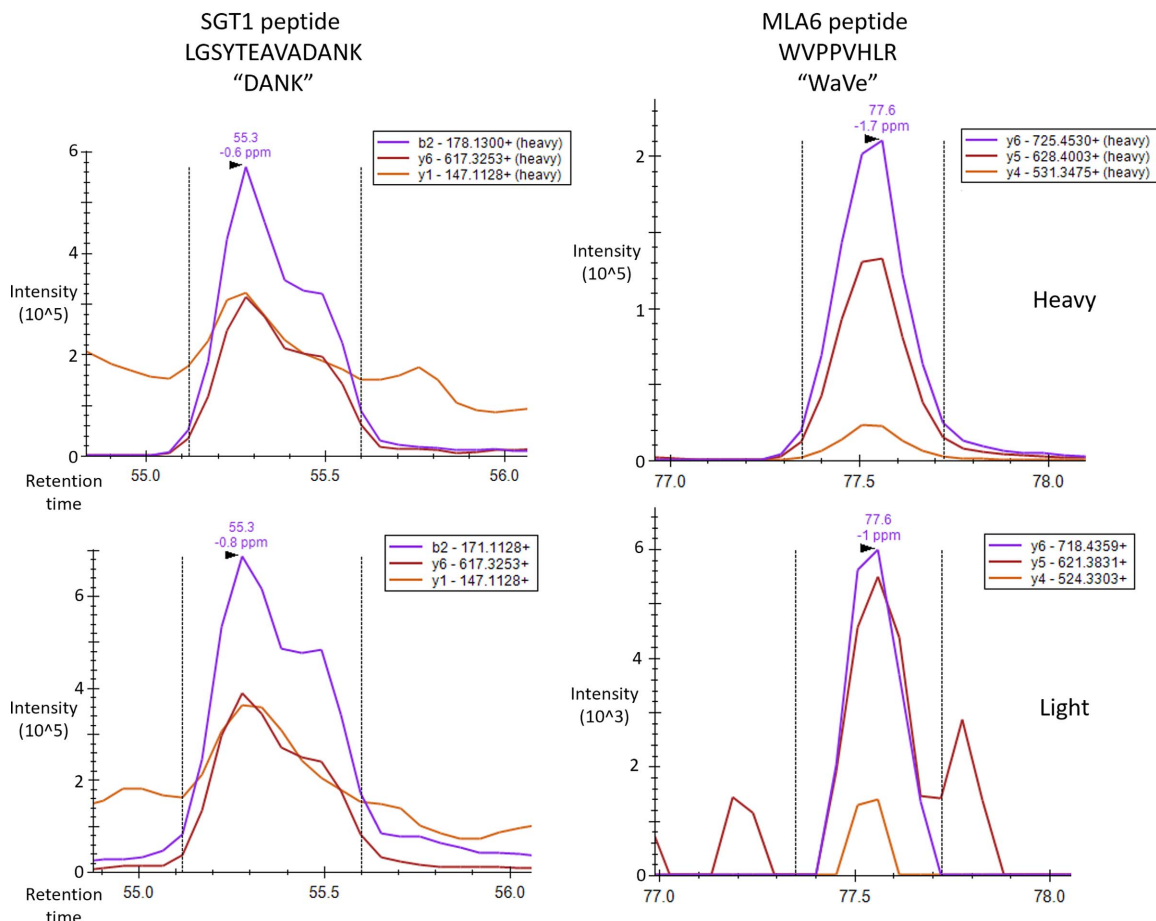 SGT1 peptide
LGSYTEAVADANK
“DANK”
MLA6 peptide
WVPPVHLR
“WaVe”
55.3
-0.6 ppm
b2 - 178.1300+ (heavy)
y6 - 617.3253+ (heavy)
y1 - 147.1128+ (heavy)
6
4
2
0
Intensity
(10^5)
55.0
55.5
56.0
Retention
time
77.6
-1.7 ppm
y6 - 725.4530+ (heavy)
y5 - 628.4003+ (heavy)
y4 - 531.3475+ (heavy)
2
1
0
Intensity
(10^5)
Heavy
77.0
77.5
78.0
55.3
-0.8 ppm
b2 - 171.1128+
y6 - 617.3253+
y1 - 147.1128+
6
4
2
0
Intensity
(10^5)
55.0
55.5
56.0
Retention
time
77.6
-1 ppm
y6 - 718.4359+
y5 - 621.3831+
y4 - 524.3303+
6
4
2
0
Intensity
(10^3)
Light
77.0
77.5
78.0